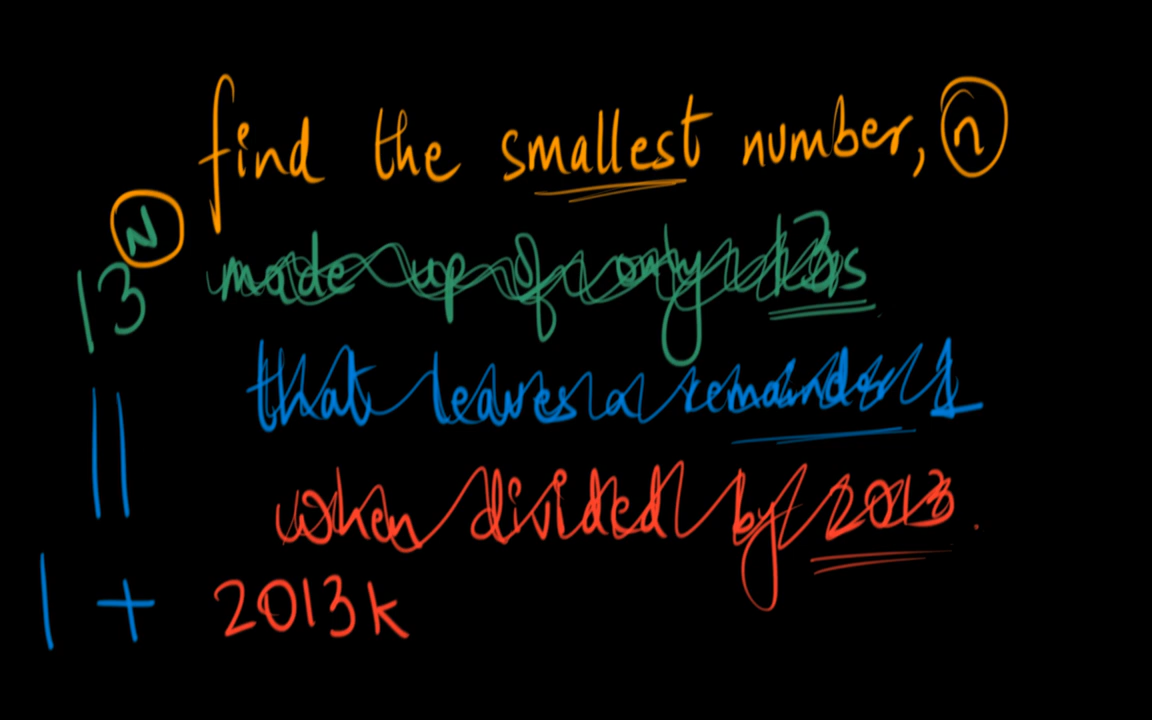 find the smallest number, n
made up of only 13s
13^N
that leaves a remainder 1
||
when divided by 2013.
1 + 2013k